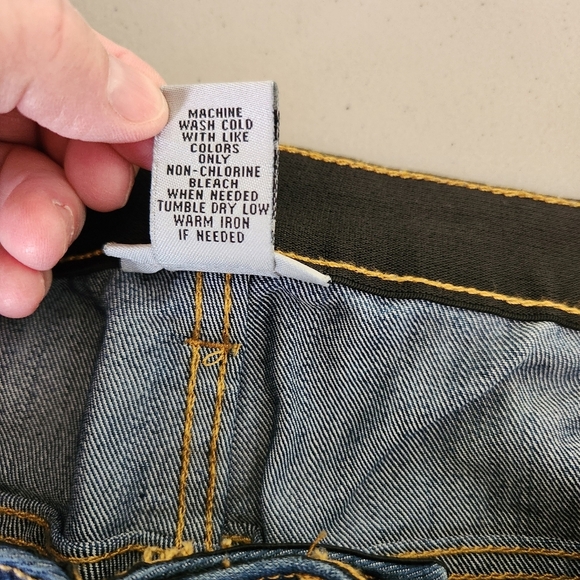 MACHINE
WASH COLD
WITH LIKE
COLORS
ONLY
NON-CHLORINE
BLEACH
WHEN NEEDED
TUMBLE DRY LOW
WARM IRON
IF NEEDED